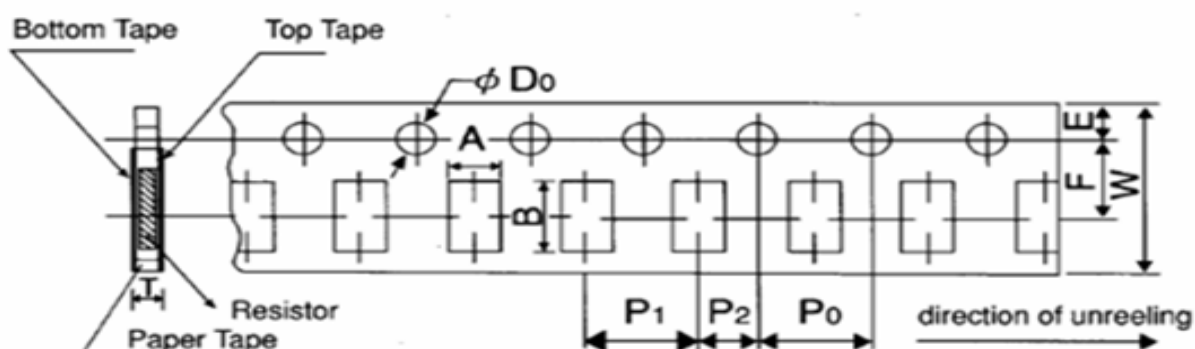 Bottom Tape
Top Tape
ϕ D0
A
B
E
F
W
T
Resistor
Paper Tape
P1
P2
P0
direction of unreeling